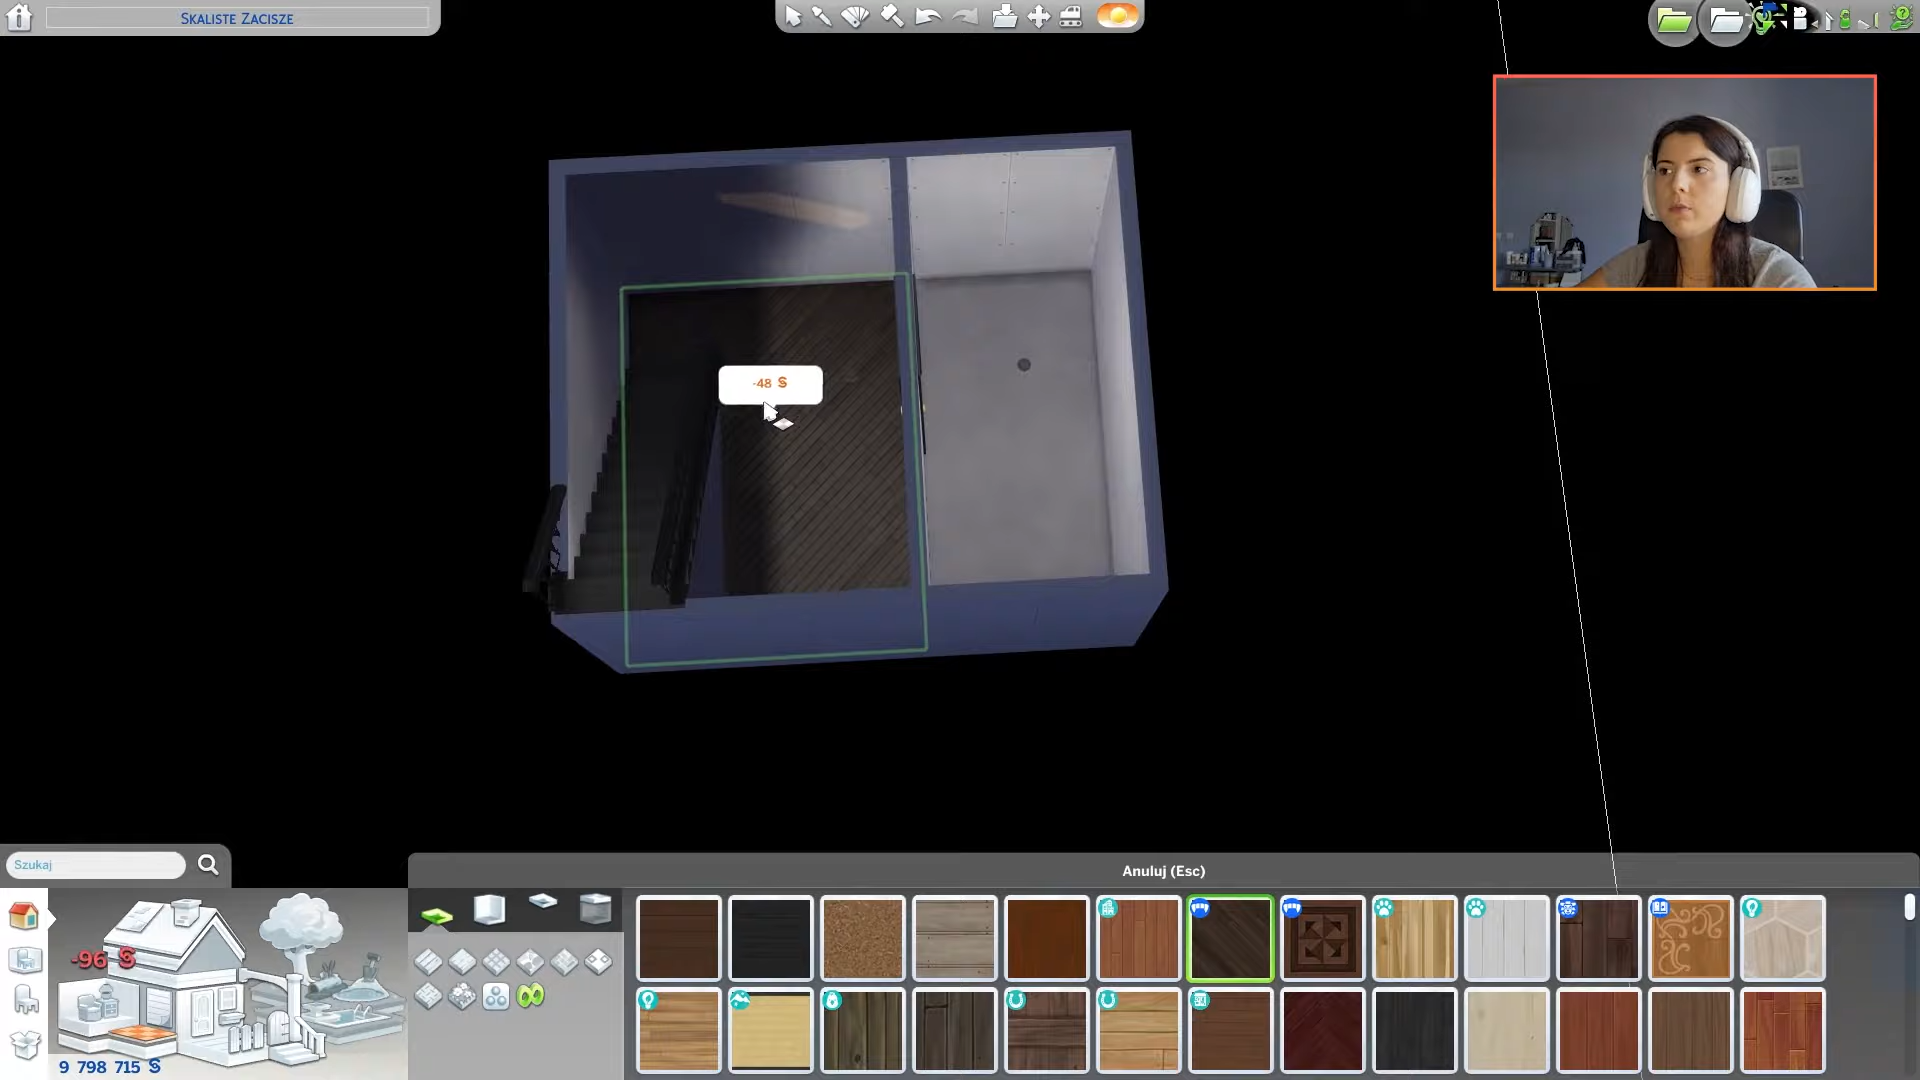 SKALISTE ZACISZE
-48 §
Anuluj (Esc)
Szukaj
-96 §
9 798 715 §